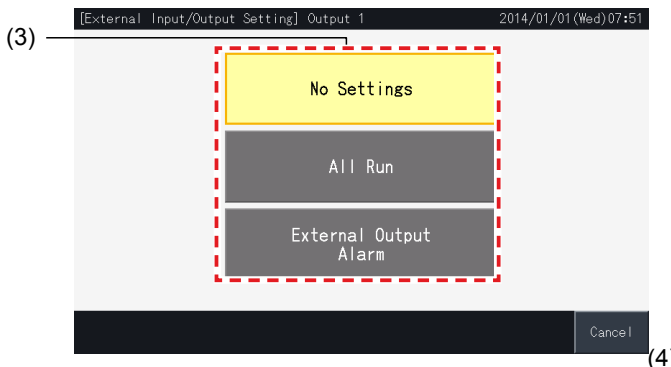 [External Input/Output Setting] Output 1 2014/01/01(Wed)07:51
(3)
No Settings
All Run
External Output
Alarm
Cancel
(4